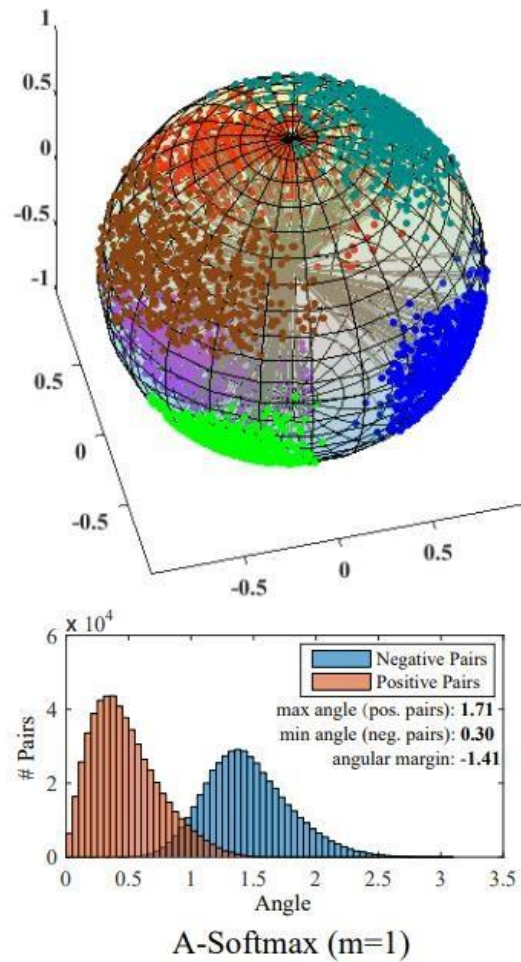 1
0.5
0
-0.5
-1
0.5
0
-0.5
-0.5
0
0.5
x 10^4
6
4
2
0
# Pairs
Negative Pairs
Positive Pairs
max angle (pos. pairs): 1.71
min angle (neg. pairs): 0.30
angular margin: -1.41
0 0.5 1 1.5 2 2.5 3 3.5
Angle
A-Softmax (m=1)